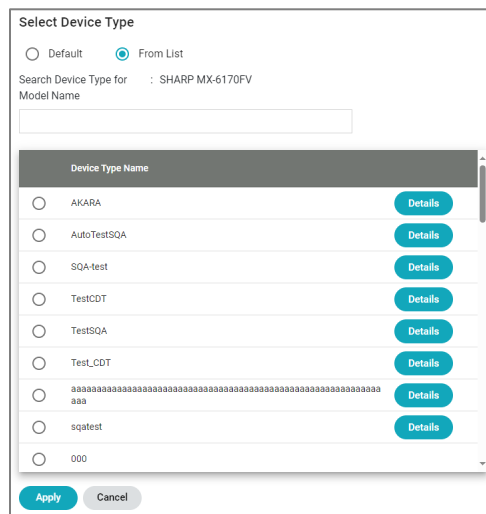 Select Device Type
Default From List
Search Device Type for : SHARP MX-6170FV
Model Name
Device Type Name
AKARA Details
AutoTestSQA Details
SQA-test Details
TestCDT Details
TestSQA Details
Test_CDT Details
aaaaaaaaaaaaaaaaaaaaaaaaaaaaaaaaaaaaaaaaaaaaaaaaaaaaaaaaaaaaa Details
aaa
sqatest Details
000
Apply Cancel